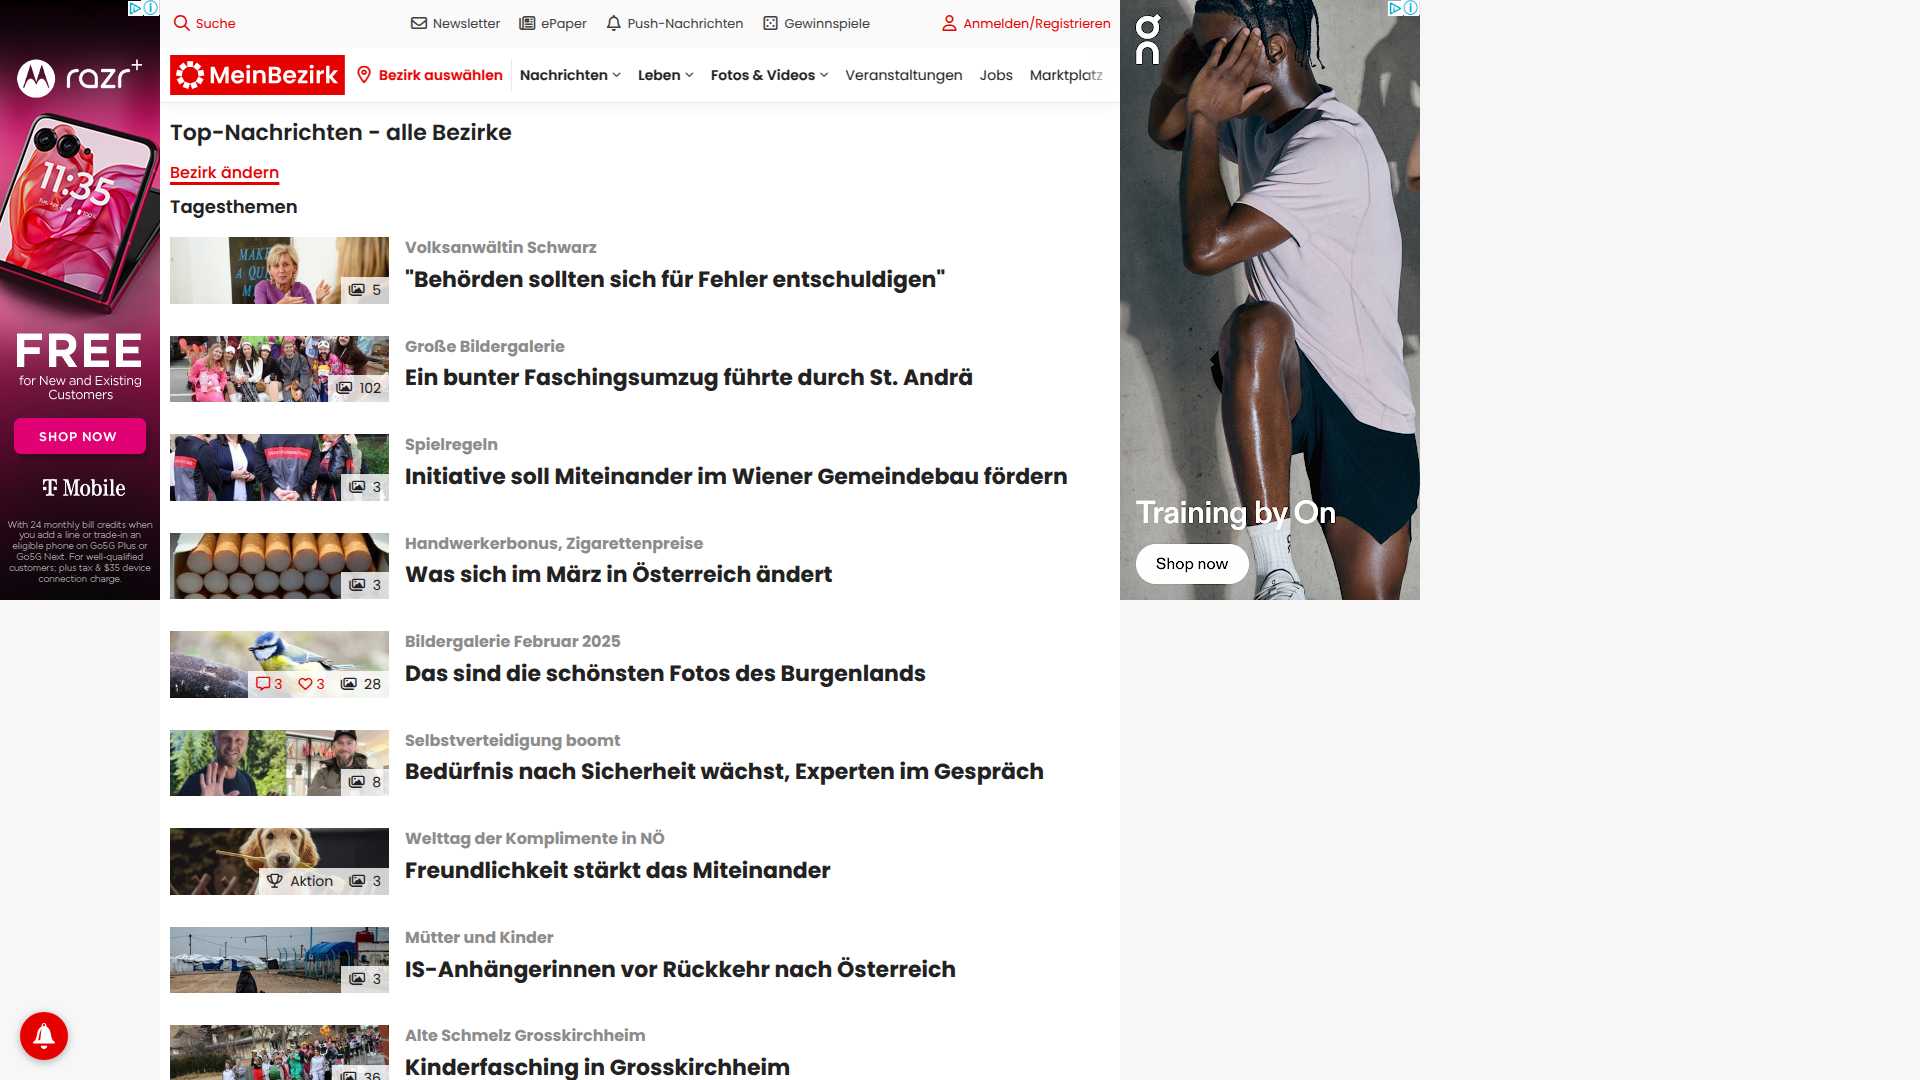 Suche
Newsletter
ePaper
Push-Nachrichten
Gewinnspiele
Anmelden/Registrieren
MeinBezirk
Bezirk auswählen
Nachrichten
Leben
Fotos & Videos
Veranstaltungen
Jobs
Marktplatz
razr+
11:35
FREE
for New and Existing
Customers
SHOP NOW
T Mobile
With 24 monthly bill credits when
you add a line or trade-in an
eligible phone on Go5G Plus or
Go5G Next. For well-qualified
customers; plus tax & $35 device
connection charge.
Top-Nachrichten - alle Bezirke
Bezirk ändern
Tagesthemen
Volksanwältin Schwarz
"Behörden sollten sich für Fehler entschuldigen"
5
Große Bildergalerie
Ein bunter Faschingsumzug führte durch St. Andrä
102
Spielregeln
Initiative soll Miteinander im Wiener Gemeindebau fördern
3
Handwerkerbonus, Zigarettenpreise
Was sich im März in Österreich ändert
3
Bildergalerie Februar 2025
Das sind die schönsten Fotos des Burgenlands
3
3
28
Selbstverteidigung boomt
Bedürfnis nach Sicherheit wächst, Experten im Gespräch
8
Welttag der Komplimente in NÖ
Freundlichkeit stärkt das Miteinander
Aktion
3
Mütter und Kinder
IS-Anhängerinnen vor Rückkehr nach Österreich
3
Alte Schmelz Grosskirchheim
Kinderfasching in Grosskirchheim
36
On
Training by On
Shop now